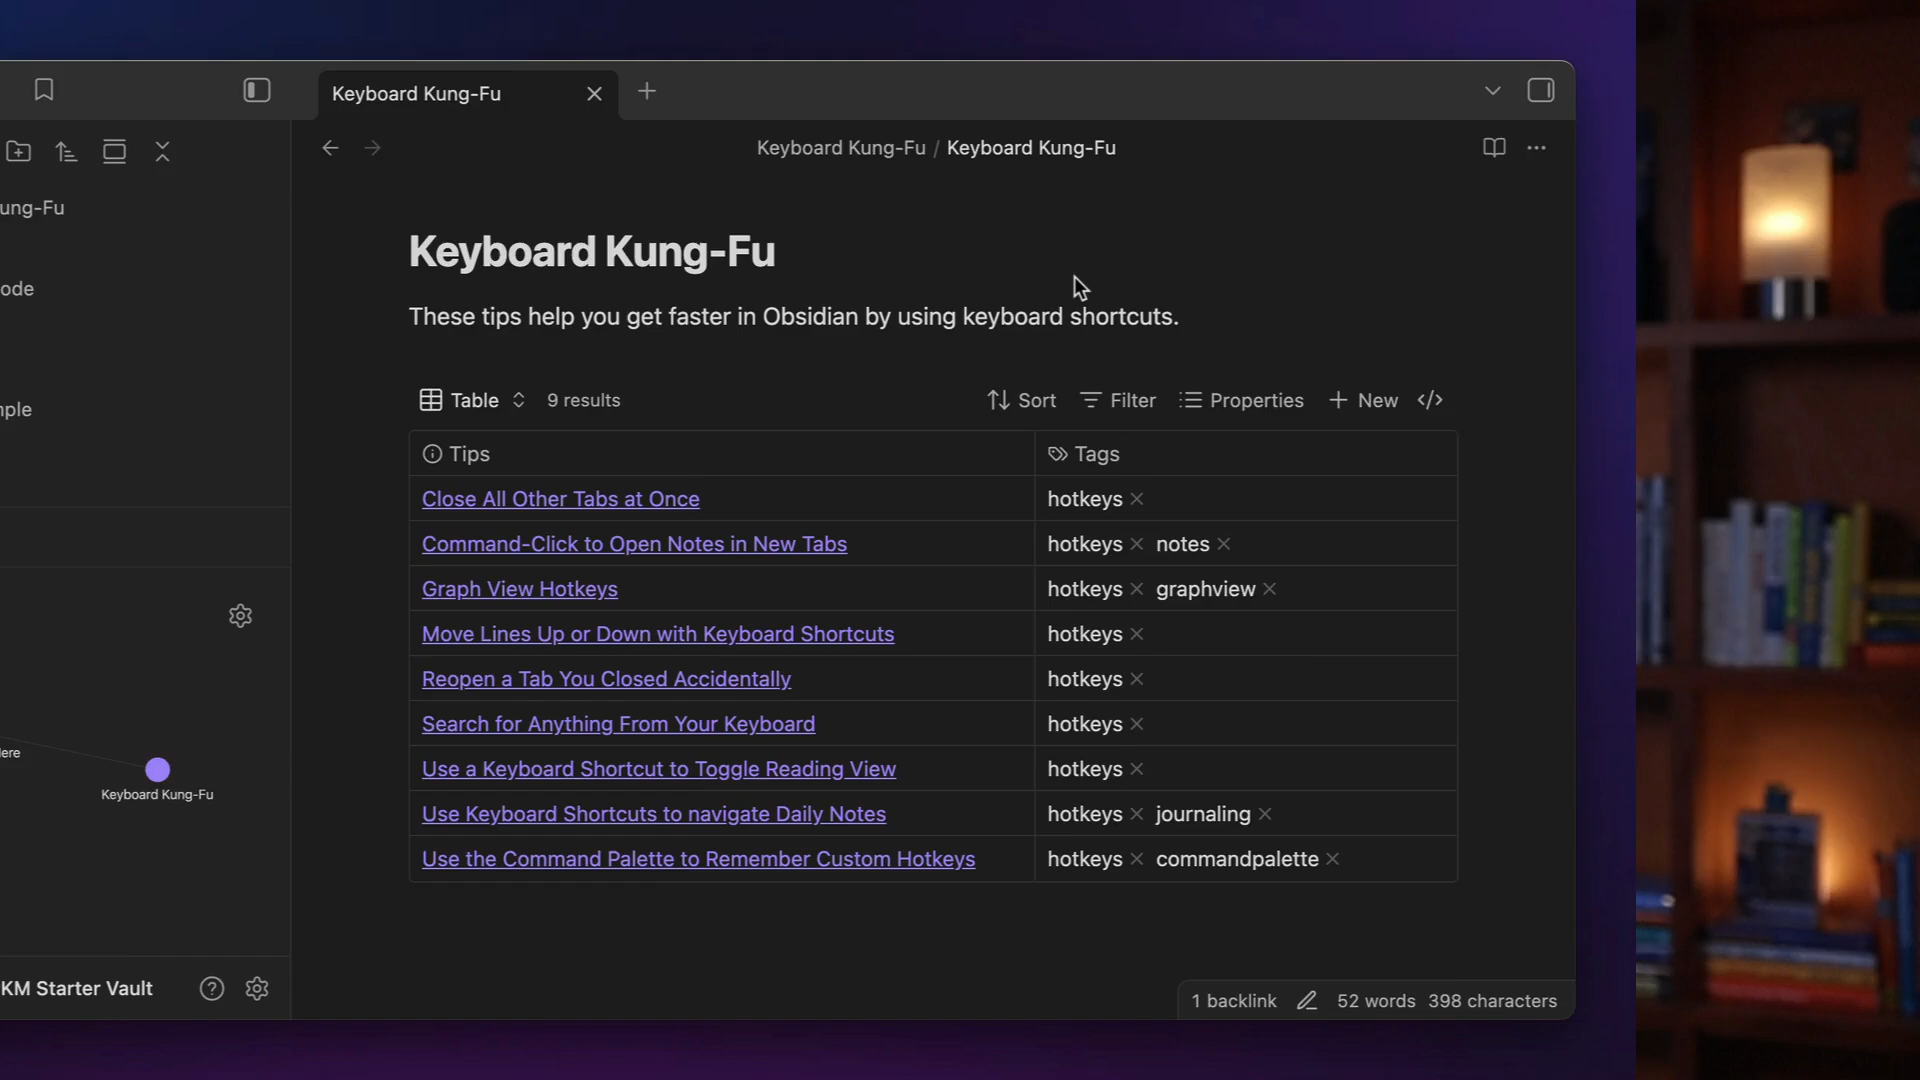 Keyboard Kung-Fu
Keyboard Kung-Fu / Keyboard Kung-Fu
ung-Fu
ode
mple
Keyboard Kung-Fu
These tips help you get faster in Obsidian by using keyboard shortcuts.
Table 9 results Sort Filter Properties New
Tips Tags
Close All Other Tabs at Once hotkeys
Command-Click to Open Notes in New Tabs hotkeys notes
Graph View Hotkeys hotkeys graphview
Move Lines Up or Down with Keyboard Shortcuts hotkeys
Reopen a Tab You Closed Accidentally hotkeys
Search for Anything From Your Keyboard hotkeys
Use a Keyboard Shortcut to Toggle Reading View hotkeys
Use Keyboard Shortcuts to navigate Daily Notes hotkeys journaling
Use the Command Palette to Remember Custom Hotkeys hotkeys commandpalette
Here
Keyboard Kung-Fu
KM Starter Vault
1 backlink 52 words 398 characters